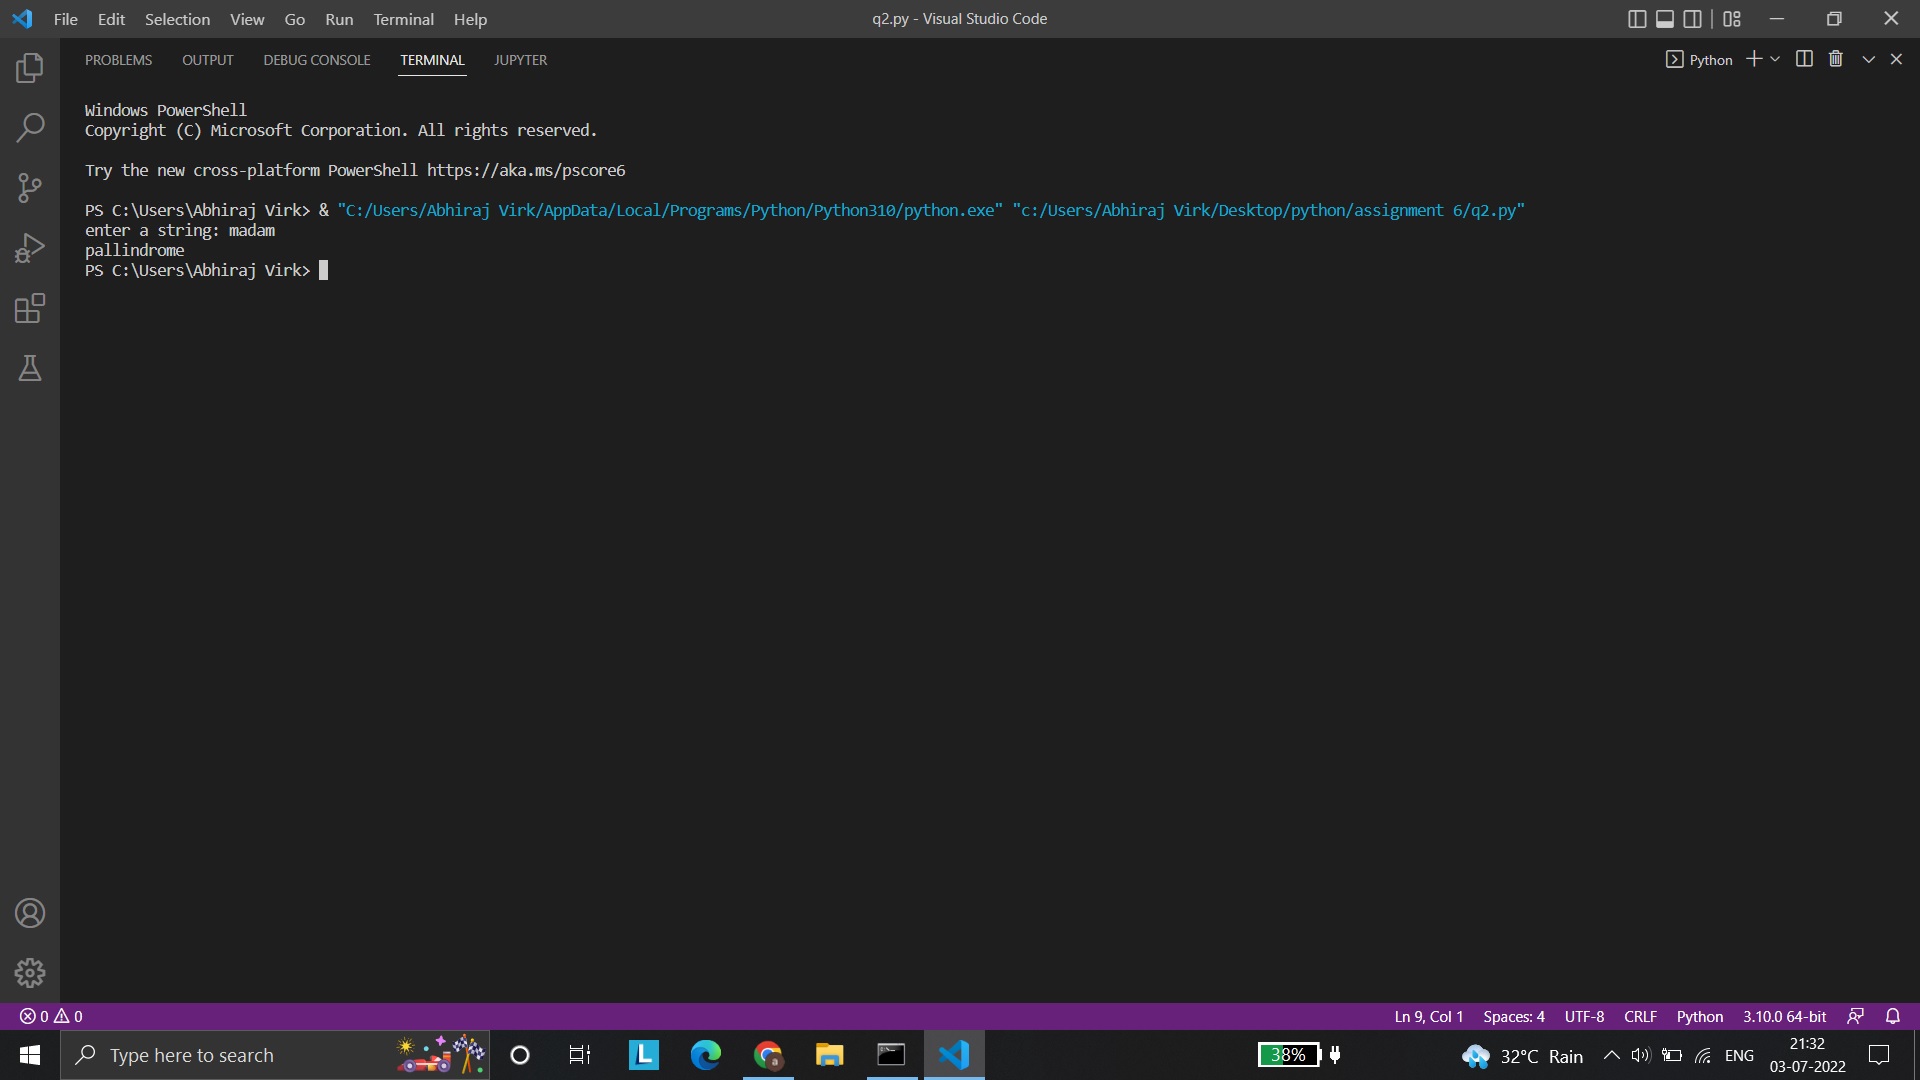 File Edit Selection View Go Run Terminal Help
q2.py - Visual Studio Code
PROBLEMS OUTPUT DEBUG CONSOLE TERMINAL JUPYTER
Python
Windows PowerShell
Copyright (C) Microsoft Corporation. All rights reserved.
Try the new cross-platform PowerShell https://aka.ms/pscore6
PS C:\Users\Abhiraj Virk> & "C:/Users/Abhiraj Virk/AppData/Local/Programs/Python/Python310/python.exe" "c:/Users/Abhiraj Virk/Desktop/python/assignment 6/q2.py"
enter a string: madam
pallindrome
PS C:\Users\Abhiraj Virk>
0 0
Ln 9, Col 1 Spaces: 4 UTF-8 CRLF Python 3.10.0 64-bit
Type here to search
L
38%
32°C Rain
ENG
21:32
03-07-2022